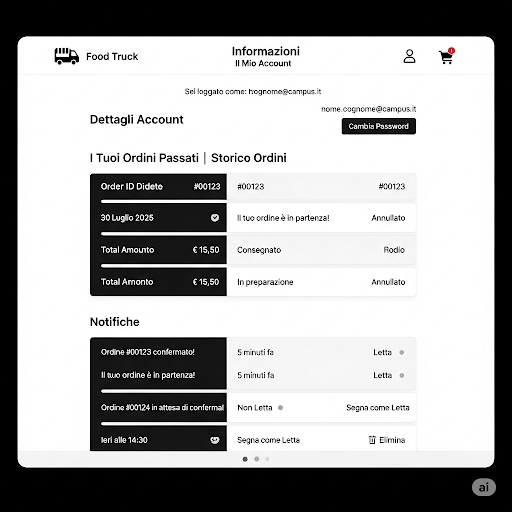 Food Truck
Informazioni
Il Mio Account
1
Sei loggato come: hognome@campus.it
nome.cognome@campus.it
Dettagli Account
Cambia Password
I Tuoi Ordini Passati | Storico Ordini
Order ID Didete #00123 #00123 #00123
30 Luglio 2025 Il tuo ordine è in partenza! Annullato
Total Amouto € 15,50 Consegnato Rodio
Total Arnonto € 15,50 In preparazione Annullato
Notifiche
Ordine #00123 confermato! 5 minuti fa Letta
Il tuo ordine è in partenza! 5 minuti fa Letta
Ordine #00124 in attesa di confermal Non Letta Segna come Letta
Ieri alle 14:30 Segna come Letta Elimina
ai